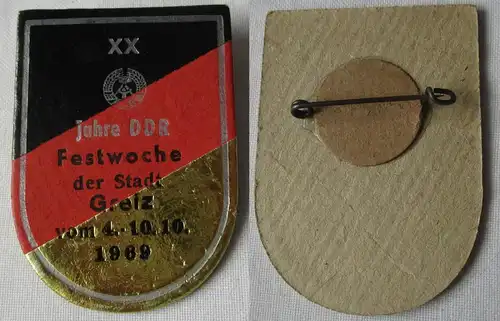 XX
Jahre DDR
Festwoche
der Stadt
Greiz
vom 4.-10.10.
1969